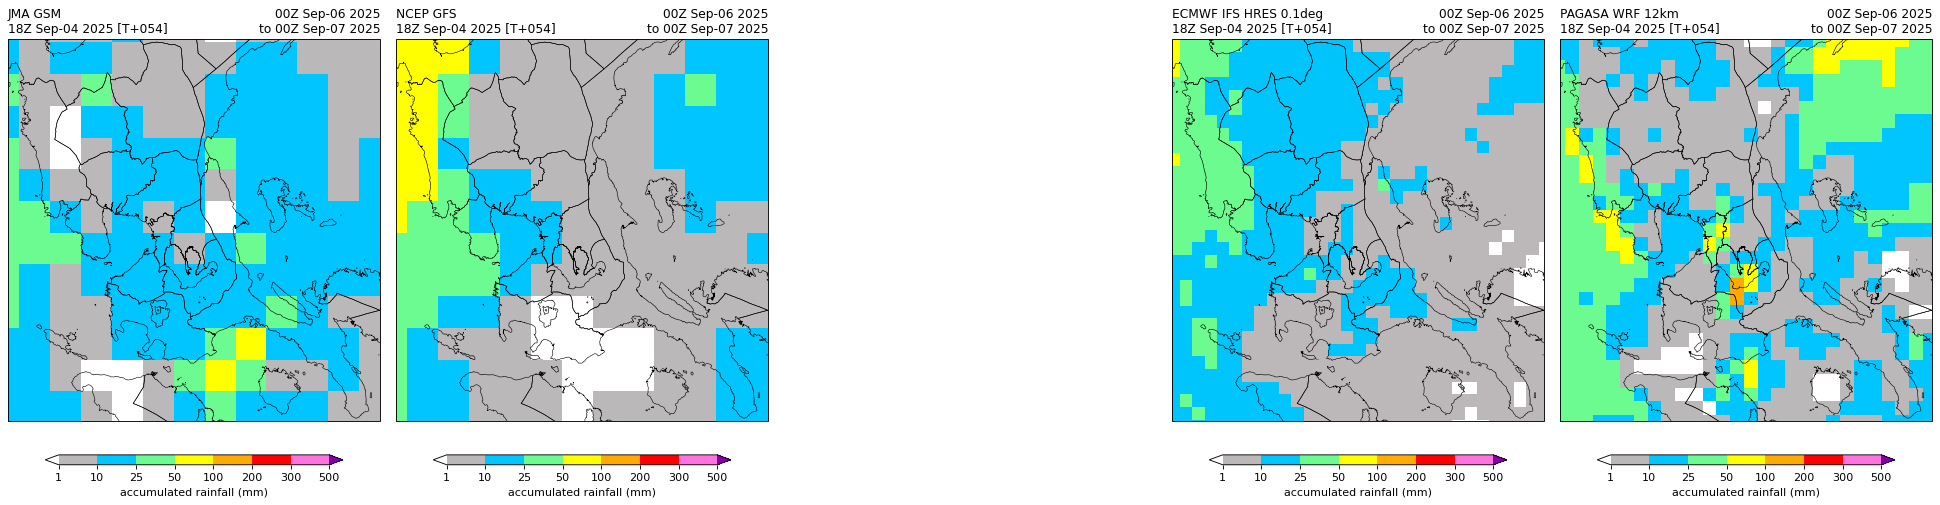 JMA GSM 00Z Sep-06 2025
18Z Sep-04 2025 [T+054] to 00Z Sep-07 2025
1 10 25 50 100 200 300 500
accumulated rainfall (mm)
NCEP GFS 00Z Sep-06 2025
18Z Sep-04 2025 [T+054] to 00Z Sep-07 2025
1 10 25 50 100 200 300 500
accumulated rainfall (mm)
ECMWF IFS HRES 0.1deg 00Z Sep-06 2025
18Z Sep-04 2025 [T+054] to 00Z Sep-07 2025
1 10 25 50 100 200 300 500
accumulated rainfall (mm)
PAGASA WRF 12km 00Z Sep-06 2025
18Z Sep-04 2025 [T+054] to 00Z Sep-07 2025
1 10 25 50 100 200 300 500
accumulated rainfall (mm)